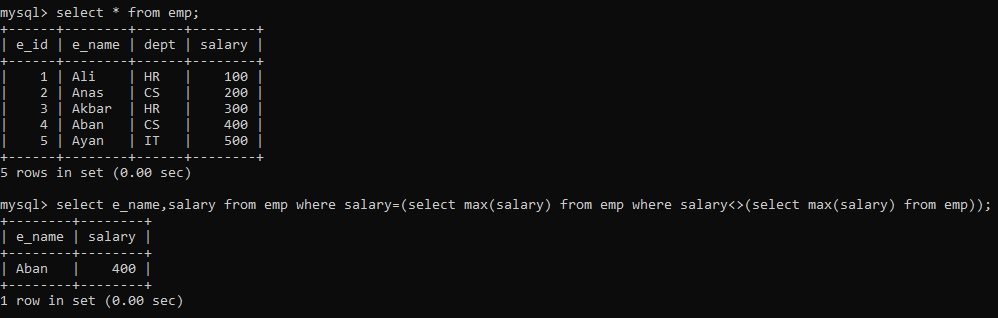 mysql> select * from emp;
+------+--------+------+--------+
| e_id | e_name | dept | salary |
+------+--------+------+--------+
|    1 | Ali    | HR   |    100 |
|    2 | Anas   | CS   |    200 |
|    3 | Akbar  | HR   |    300 |
|    4 | Aban   | CS   |    400 |
|    5 | Ayan   | IT   |    500 |
+------+--------+------+--------+
5 rows in set (0.00 sec)

mysql> select e_name,salary from emp where salary=(select max(salary) from emp where salary<>(select max(salary) from emp));
+--------+--------+
| e_name | salary |
+--------+--------+
| Aban   |    400 |
+--------+--------+
1 row in set (0.00 sec)